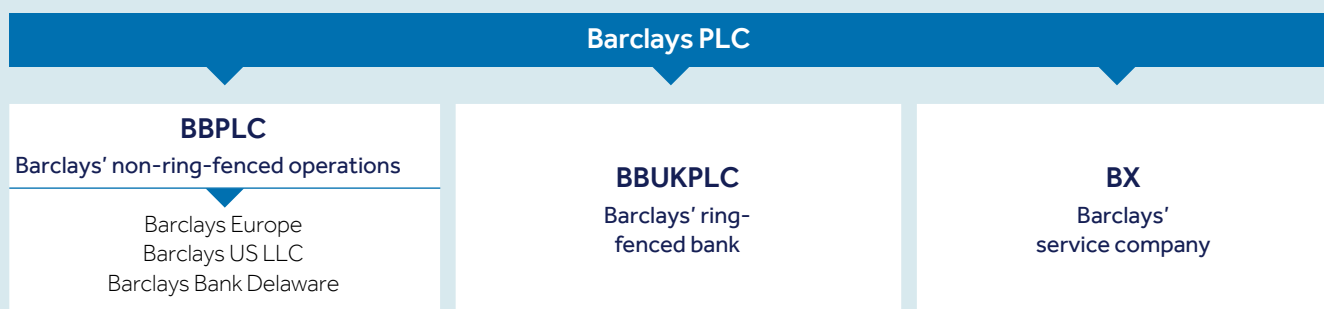 Barclays PLC
BBPLC
Barclays’ non-ring-fenced operations
Barclays Europe
Barclays US LLC
Barclays Bank Delaware
BBUKPLC
Barclays’ ring-
fenced bank
BX
Barclays’
service company